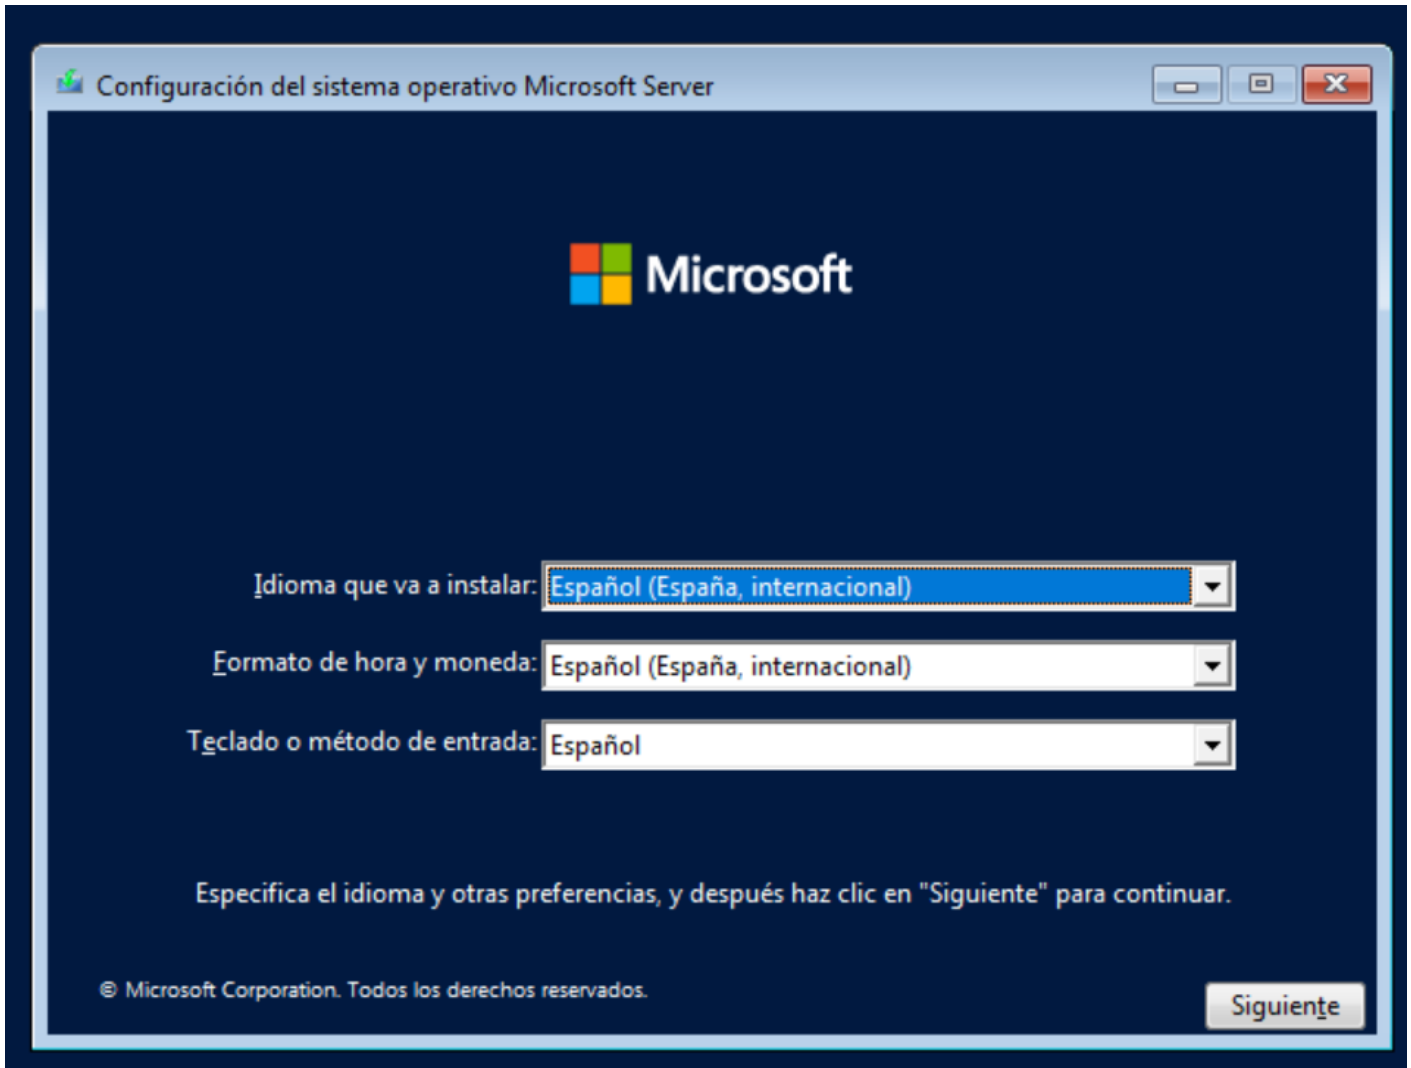 Configuración del sistema operativo Microsoft Server
Microsoft
Idioma que va a instalar: Español (España, internacional)
Formato de hora y moneda: Español (España, internacional)
Teclado o método de entrada: Español
Especifica el idioma y otras preferencias, y después haz clic en "Siguiente" para continuar.
© Microsoft Corporation. Todos los derechos reservados.
Siguiente